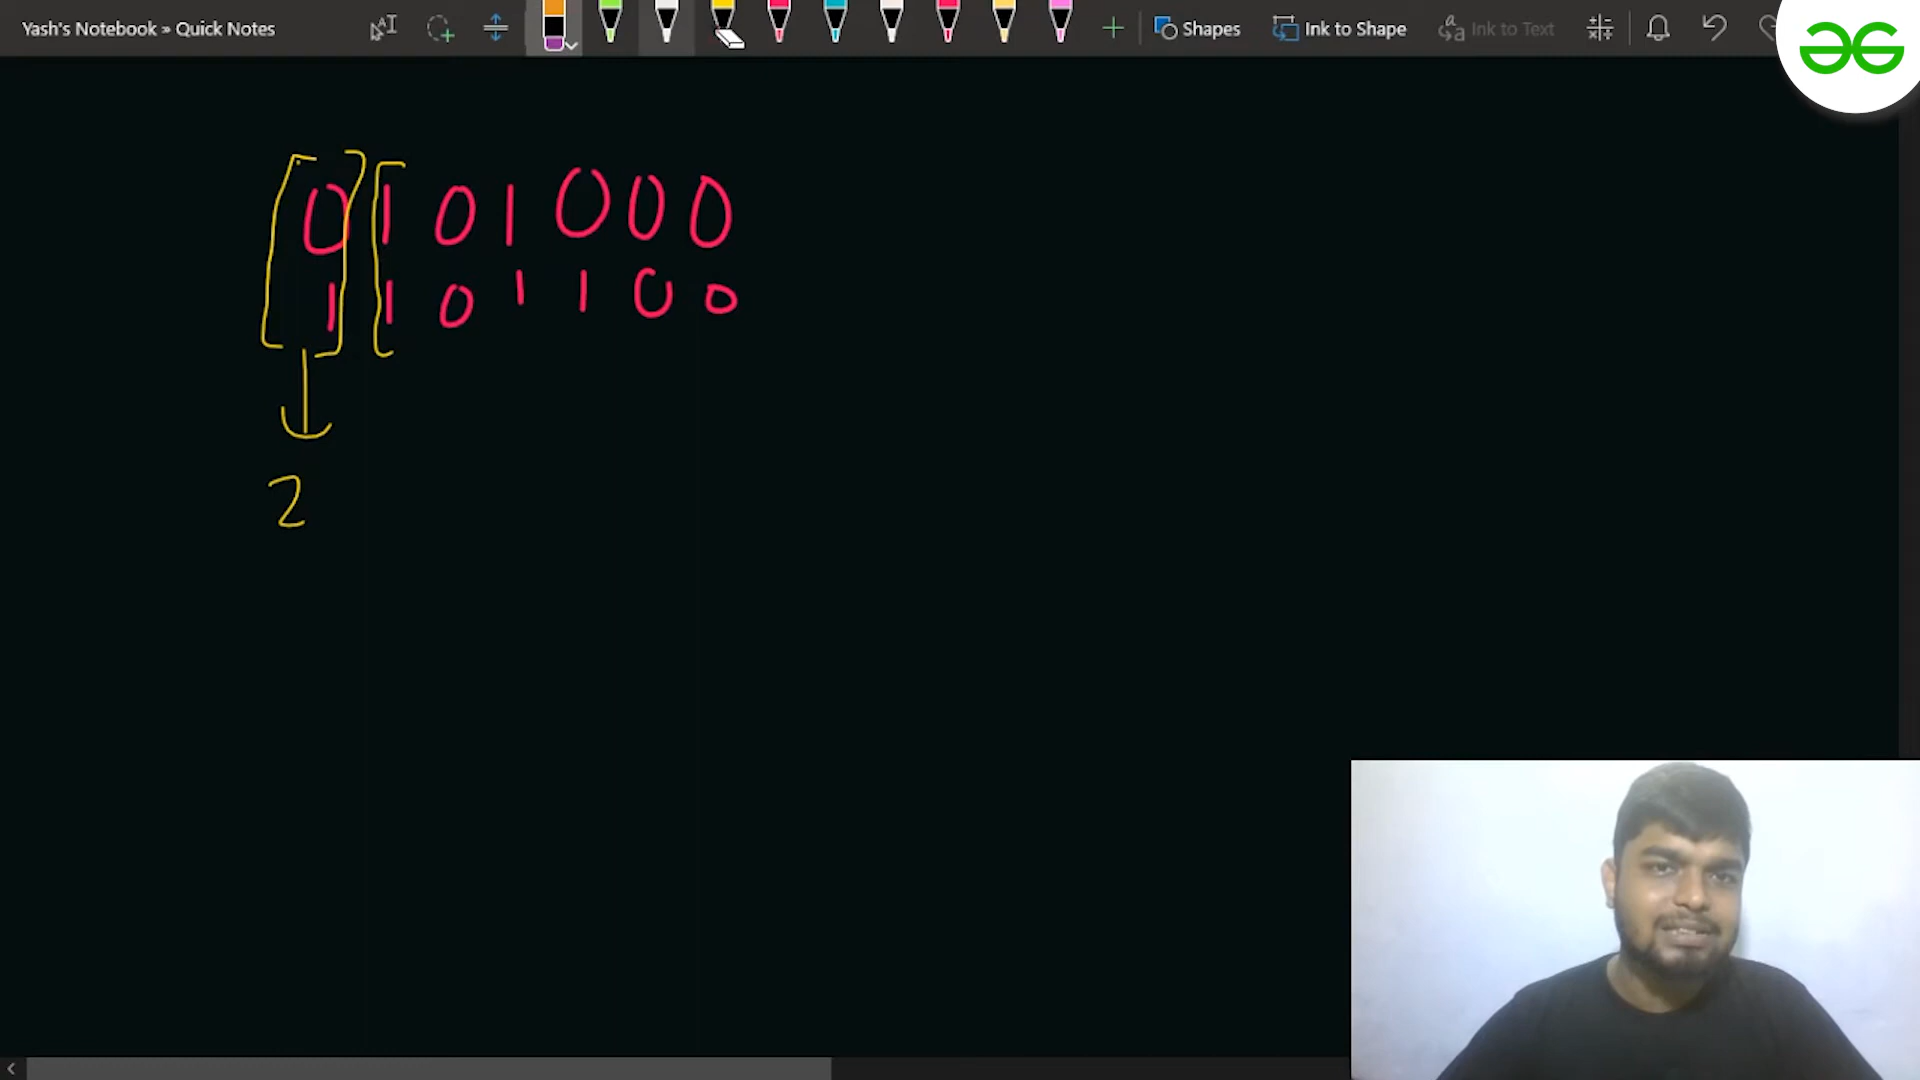 Yash's Notebook » Quick Notes
Shapes
Ink to Shape
Ink to Text
0 1 0 1 0 0 0
1 1 0 1 1 0 0
2